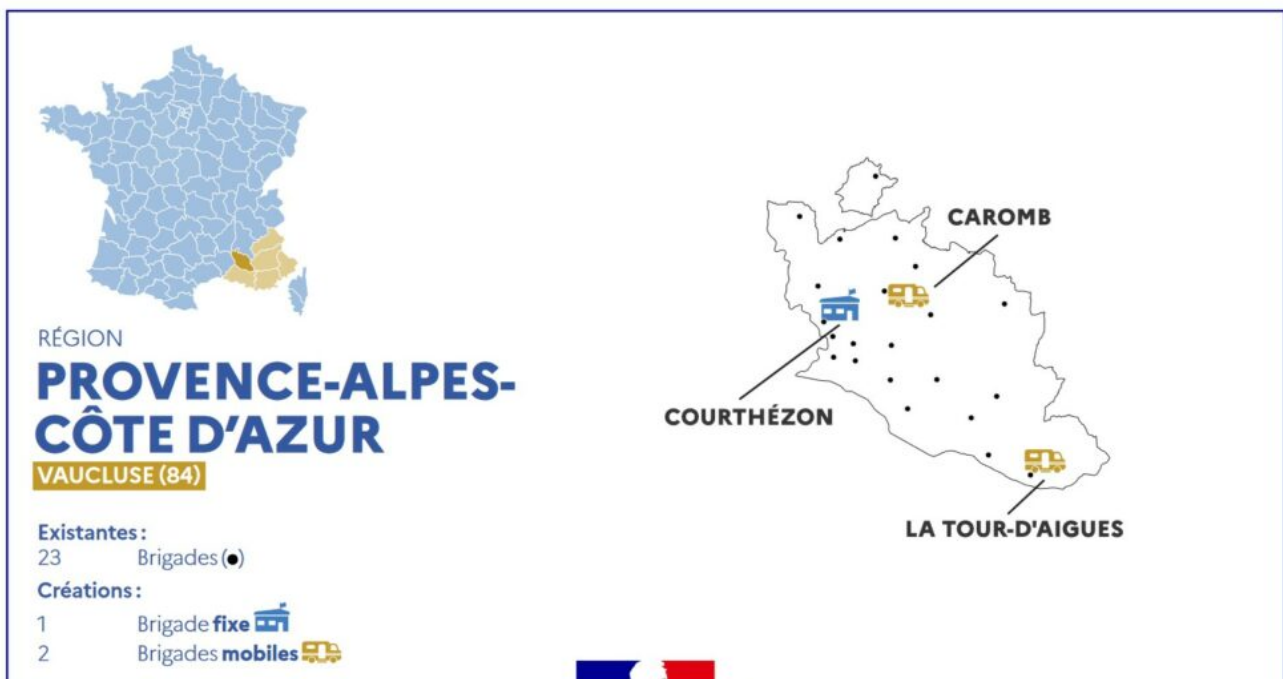 RÉGION
PROVENCE-ALPES-
CÔTE D'AZUR
VAUCLUSE (84)
Existantes :
23 Brigades (●)
Créations :
1 Brigade fixe
2 Brigades mobiles
CAROMB
COURTHÉZON
LA TOUR-D'AIGUES